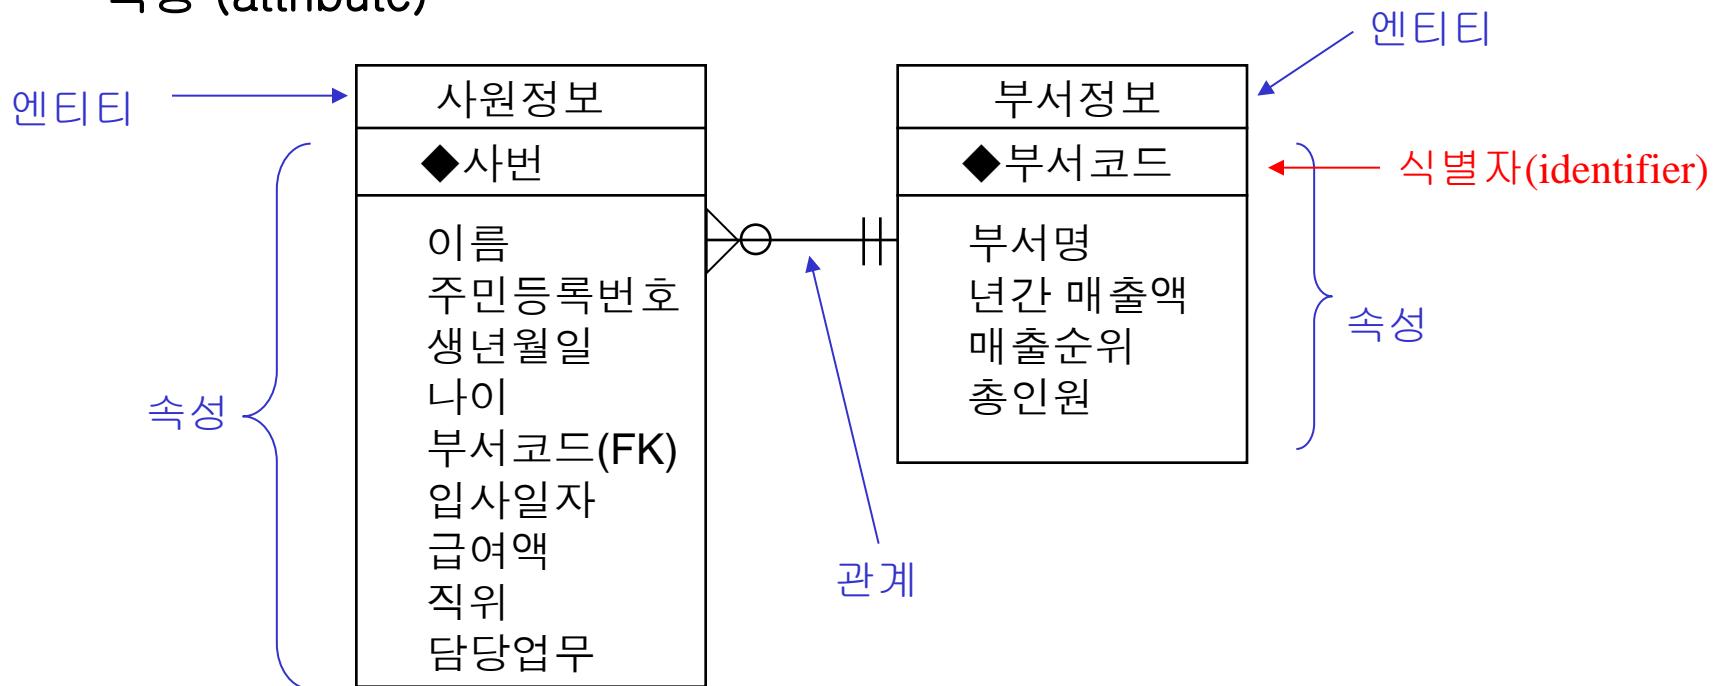 속성 (attribute)
엔티티
엔티티
사원정보
◆사번
이름
주민등록번호
생년월일
나이
부서코드(FK)
입사일자
급여액
직위
담당업무
속성
관계
부서정보
◆부서코드
부서명
년간 매출액
매출순위
총인원
식별자(identifier)
속성